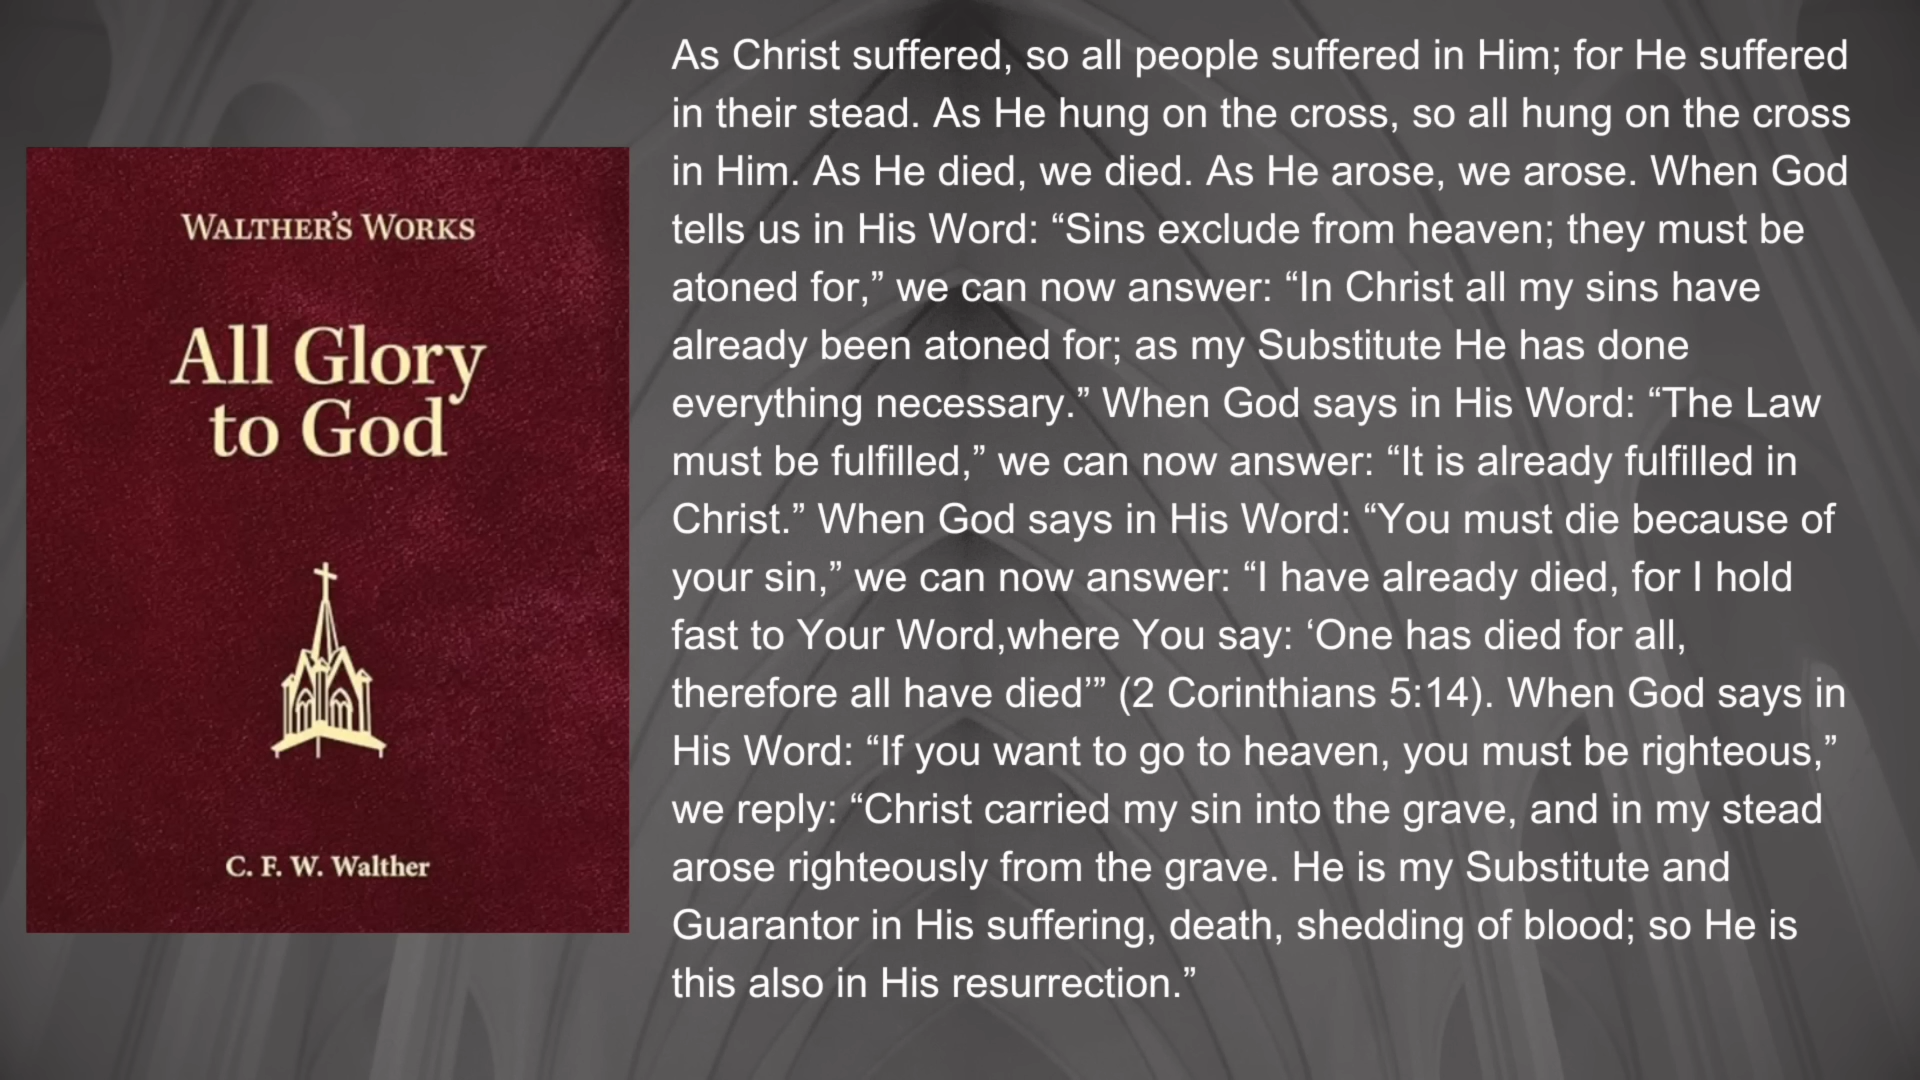 WALTHER'S WORKS
All Glory
to God
C. F. W. Walther
As Christ suffered, so all people suffered in Him; for He suffered
in their stead. As He hung on the cross, so all hung on the cross
in Him. As He died, we died. As He arose, we arose. When God
tells us in His Word: “Sins exclude from heaven; they must be
atoned for,” we can now answer: “In Christ all my sins have
already been atoned for; as my Substitute He has done
everything necessary.” When God says in His Word: “The Law
must be fulfilled,” we can now answer: “It is already fulfilled in
Christ.” When God says in His Word: “You must die because of
your sin,” we can now answer: “I have already died, for I hold
fast to Your Word,where You say: ‘One has died for all,
therefore all have died’” (2 Corinthians 5:14). When God says in
His Word: “If you want to go to heaven, you must be righteous,”
we reply: “Christ carried my sin into the grave, and in my stead
arose righteously from the grave. He is my Substitute and
Guarantor in His suffering, death, shedding of blood; so He is
this also in His resurrection.”